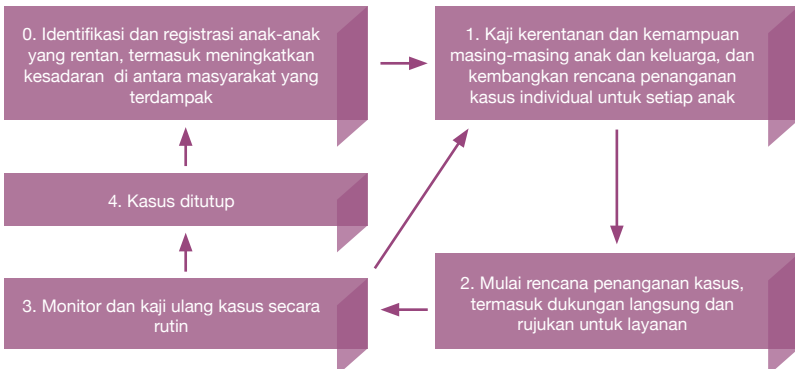 0. Identifikasi dan registrasi anak-anak
yang rentan, termasuk meningkatkan
kesadaran di antara masyarakat yang
terdampak
1. Kaji kerentanan dan kemampuan
masing-masing anak dan keluarga, dan
kembangkan rencana penanganan
kasus individual untuk setiap anak
4. Kasus ditutup
3. Monitor dan kaji ulang kasus secara
rutin
2. Mulai rencana penanganan kasus,
termasuk dukungan langsung dan
rujukan untuk layanan